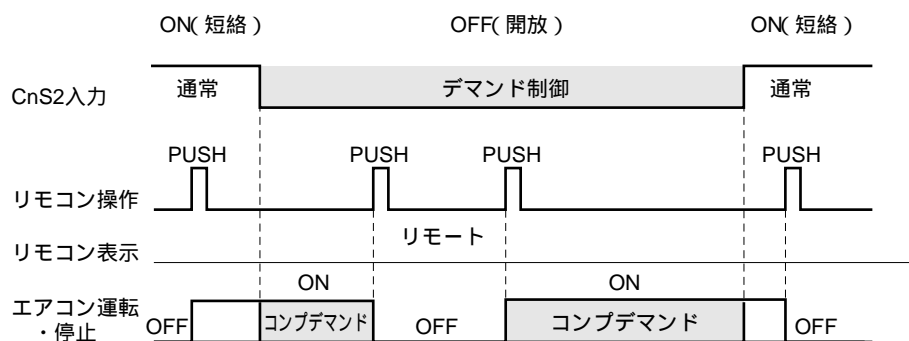 ON(短絡) OFF(開放) ON(短絡)
CnS2入力 通常 デマンド制御 通常
PUSH PUSH PUSH PUSH
リモコン操作
リモート
リモコン表示
ON ON
エアコン運転
・停止 OFF コンプデマンド OFF コンプデマンド OFF